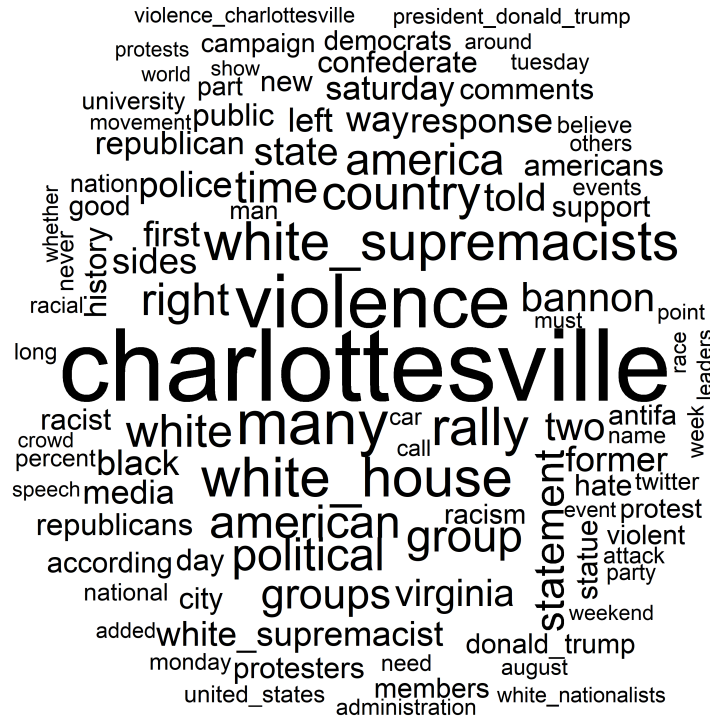 violence_charlottesville president_donald_trump
protests campaign democrats around
world show confederate tuesday
part new saturday comments
university
movement public left way response believe
republican state america others
americans
nation police time country told events
good man support
whether never history first white_supremacists
sides
racial right violence bannon point
must
long charlottesville race leaders
racist white many car rally two antifa
crowd call name week
percent black white_house former
speech media hate twitter
republicans american racism statement event protest
group statue violent
according day political attack
party
national city groups virginia
weekend
added white_supremacist donald_trump
monday protesters need august
united_states members white_nationalists
administration